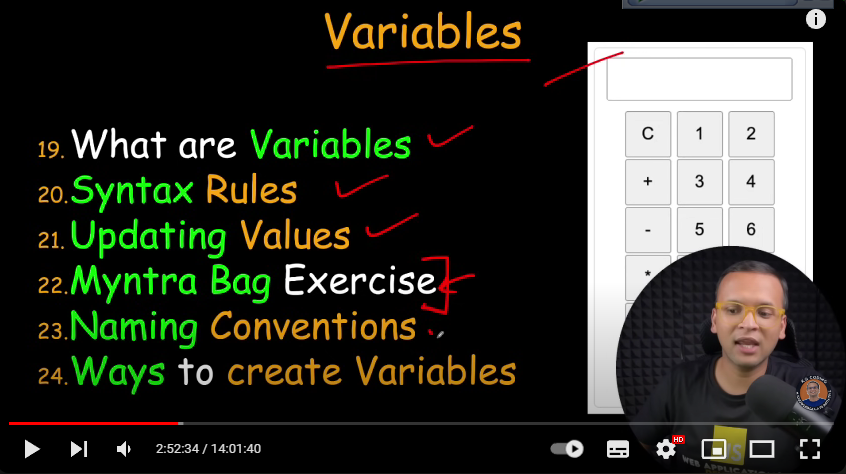 Variables
19. What are Variables
20. Syntax Rules
21. Updating Values
22. Myntra Bag Exercise
23. Naming Conventions
24. Ways to create Variables
C 1 2
+ 3 4
- 5 6
*
HD
2:52:34 / 14:01:40